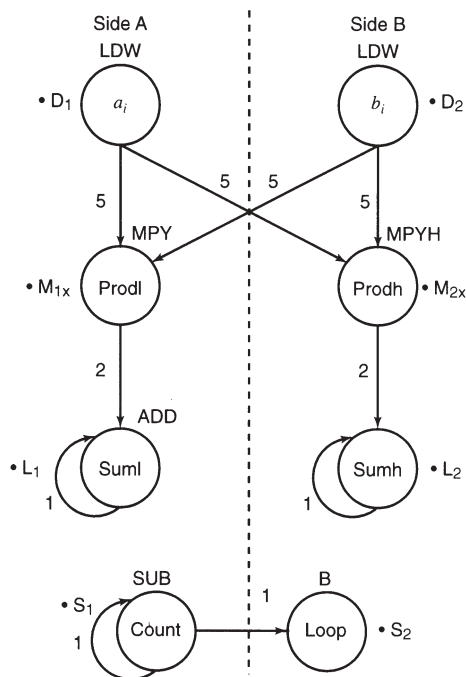 Side A Side B
LDW LDW
• D1 ai bi • D2
5 5
5 5
MPY MPYH
• M1x Prodl Prodh • M2x
2 2
ADD
• L1 Suml Sumh • L2
1 1
SUB 1 B
• S1
1 Count Loop • S2